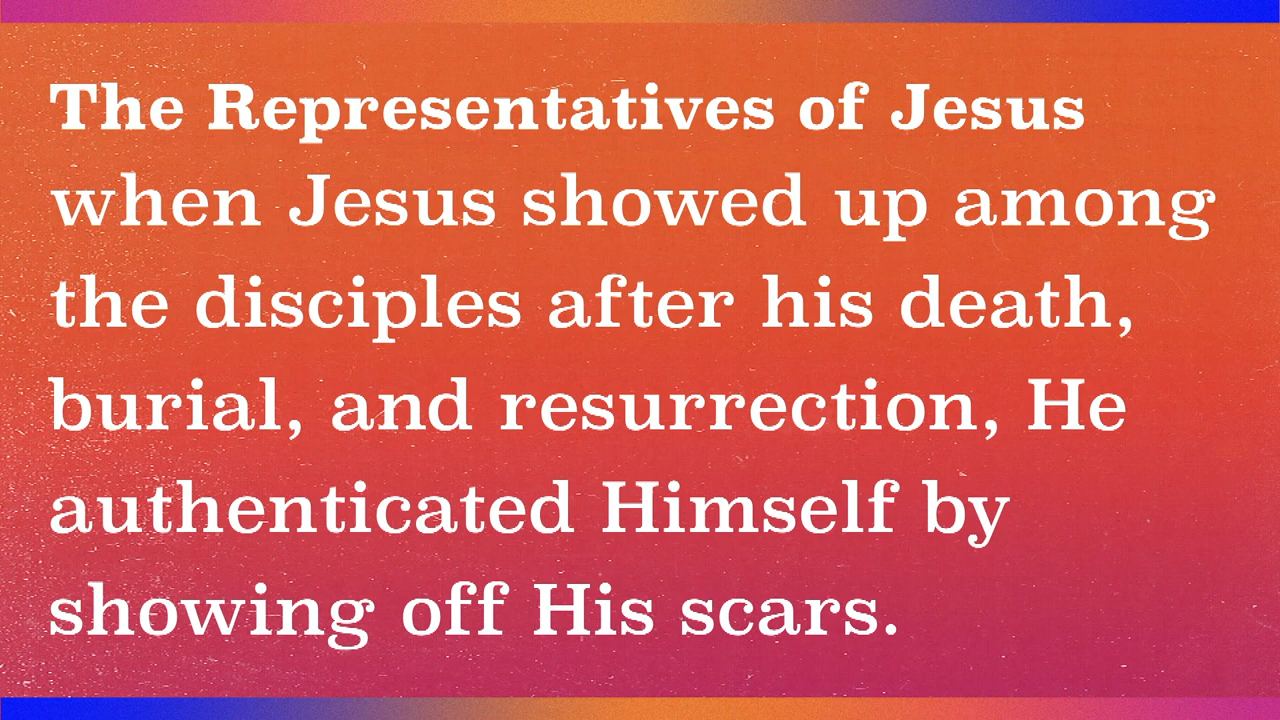 The Representatives of Jesus
when Jesus showed up among
the disciples after his death,
burial, and resurrection, He
authenticated Himself by
showing off His scars.